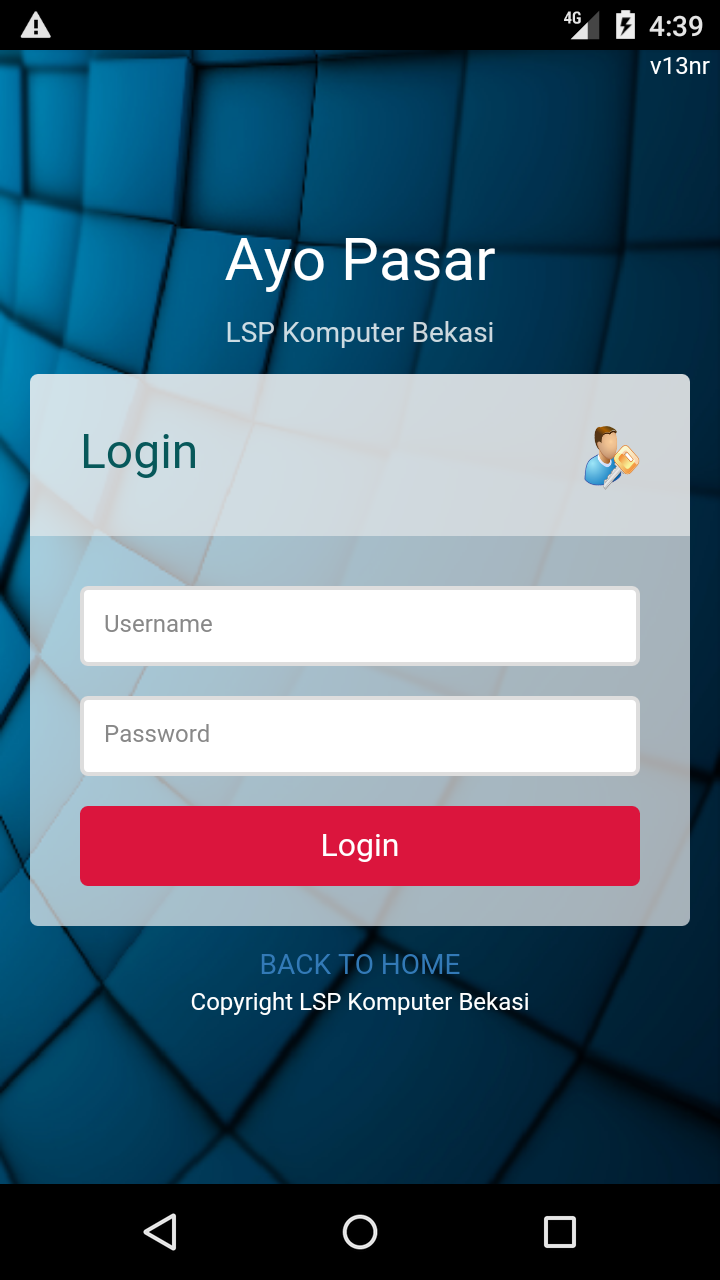 4G 4:39
v13nr
Ayo Pasar
LSP Komputer Bekasi
Login
Username
Password
Login
BACK TO HOME
Copyright LSP Komputer Bekasi